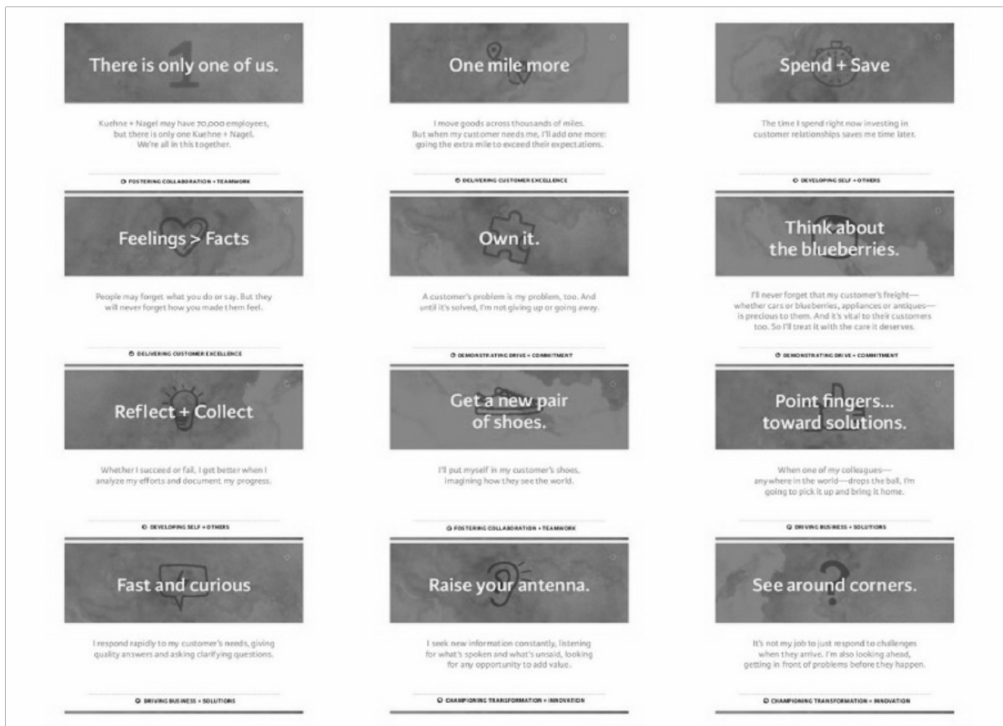 There is only one of us.
Kuehne + Nagel may have 70,000 employees,
but there is only one Kuehne + Nagel.
We're all in this together.
FOSTERING COLLABORATION + TEAMWORK
One mile more
I move goods across thousands of miles.
But when my customer needs me, I'll add one more:
going the extra mile to exceed their expectations.
DELIVERING CUSTOMER EXCELLENCE
Spend + Save
The time I spend right now investing in
customer relationships saves me time later.
DEVELOPING SELF + OTHERS
Feelings > Facts
People may forget what you do or say. But they
will never forget how you made them feel.
DELIVERING CUSTOMER EXCELLENCE
Own it.
A customer's problem is my problem, too. And
until it's solved, I'm not giving up or going away.
DEMONSTRATING DRIVE + COMMITMENT
Think about
the blueberries.
I'll never forget that my customer's freight—
whether cars or blueberries, appliances or antiques—
is precious to them. And it's vital to their customers
too. So I'll treat it with the care it deserves.
DEMONSTRATING DRIVE + COMMITMENT
Reflect + Collect
Whether I succeed or fail, I get better when I
analyze my efforts and document my progress.
DEVELOPING SELF + OTHERS
Get a new pair
of shoes.
I'll put myself in my customer's shoes,
imagining how they see the world.
FOSTERING COLLABORATION + TEAMWORK
Point fingers...
toward solutions.
When one of my colleagues—
anywhere in the world—drops the ball, I'm
going to pick it up and bring it home.
DRIVING BUSINESS + SOLUTIONS
Fast and curious
I respond rapidly to my customer's needs, giving
quality answers and asking clarifying questions.
DRIVING BUSINESS + SOLUTIONS
Raise your antenna.
I seek new information constantly, listening
for what's spoken and what's unsaid, looking
for any opportunity to add value.
CHAMPIONING TRANSFORMATION + INNOVATION
See around corners.
It's not my job to just respond to challenges
when they arrive. I'm also looking ahead,
getting in front of problems before they happen.
CHAMPIONING TRANSFORMATION + INNOVATION